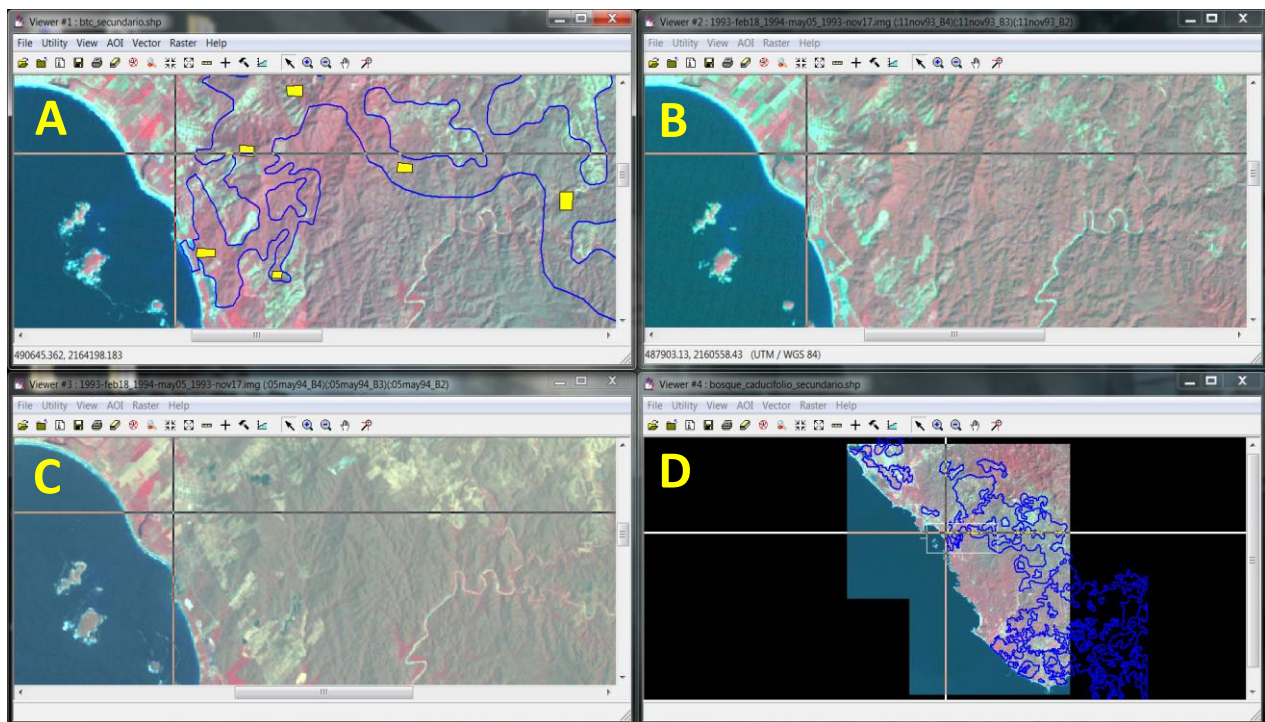 Viewer #1 : btc_secundario.shp
File Utility View AOI Vector Raster Help
A
490645.362, 2164198.183
Viewer #2 : 1993-feb18_1994-may05_1993-nov17.img (:11nov93_B4)(:11nov93_B3)(:11nov93_B2)
File Utility View AOI Raster Help
B
487903.13, 2160558.43 (UTM / WGS 84)
Viewer #3 : 1993-feb18_1994-may05_1993-nov17.img (:05may94_B4)(:05may94_B3)(:05may94_B2)
File Utility View AOI Raster Help
C
Viewer #4 : bosque_caducifolio_secundario.shp
File Utility View AOI Vector Raster Help
D